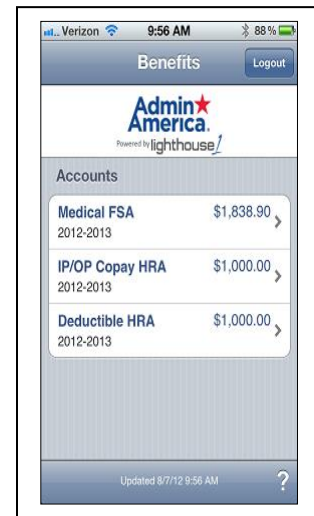 Verizon 9:56 AM 88%
Benefits Logout
Admin
America.
Powered by lighthouse1
Accounts
Medical FSA $1,838.90
2012-2013
IP/OP Copay HRA $1,000.00
2012-2013
Deductible HRA $1,000.00
2012-2013
Updated 8/7/12 9:56 AM ?